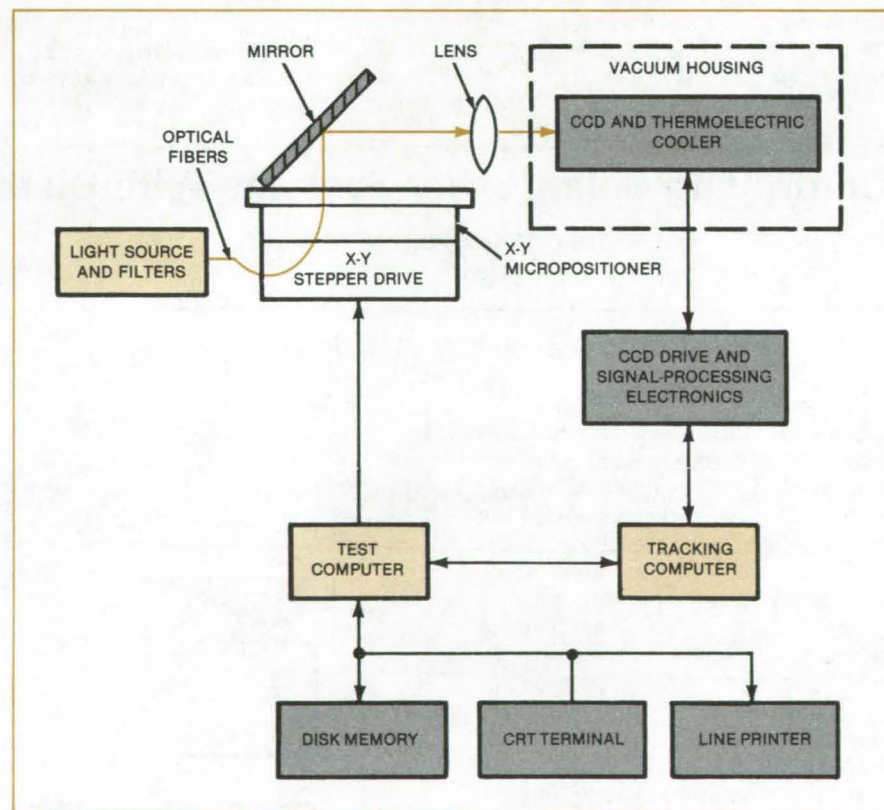 MIRROR
LENS
VACUUM HOUSING
CCD AND THERMOELECTRIC
COOLER
OPTICAL
FIBERS
LIGHT SOURCE
AND FILTERS
X-Y
STEPPER DRIVE
X-Y
MICROPOSITIONER
CCD DRIVE AND
SIGNAL-PROCESSING
ELECTRONICS
TEST
COMPUTER
TRACKING
COMPUTER
DISK MEMORY
CRT TERMINAL
LINE PRINTER